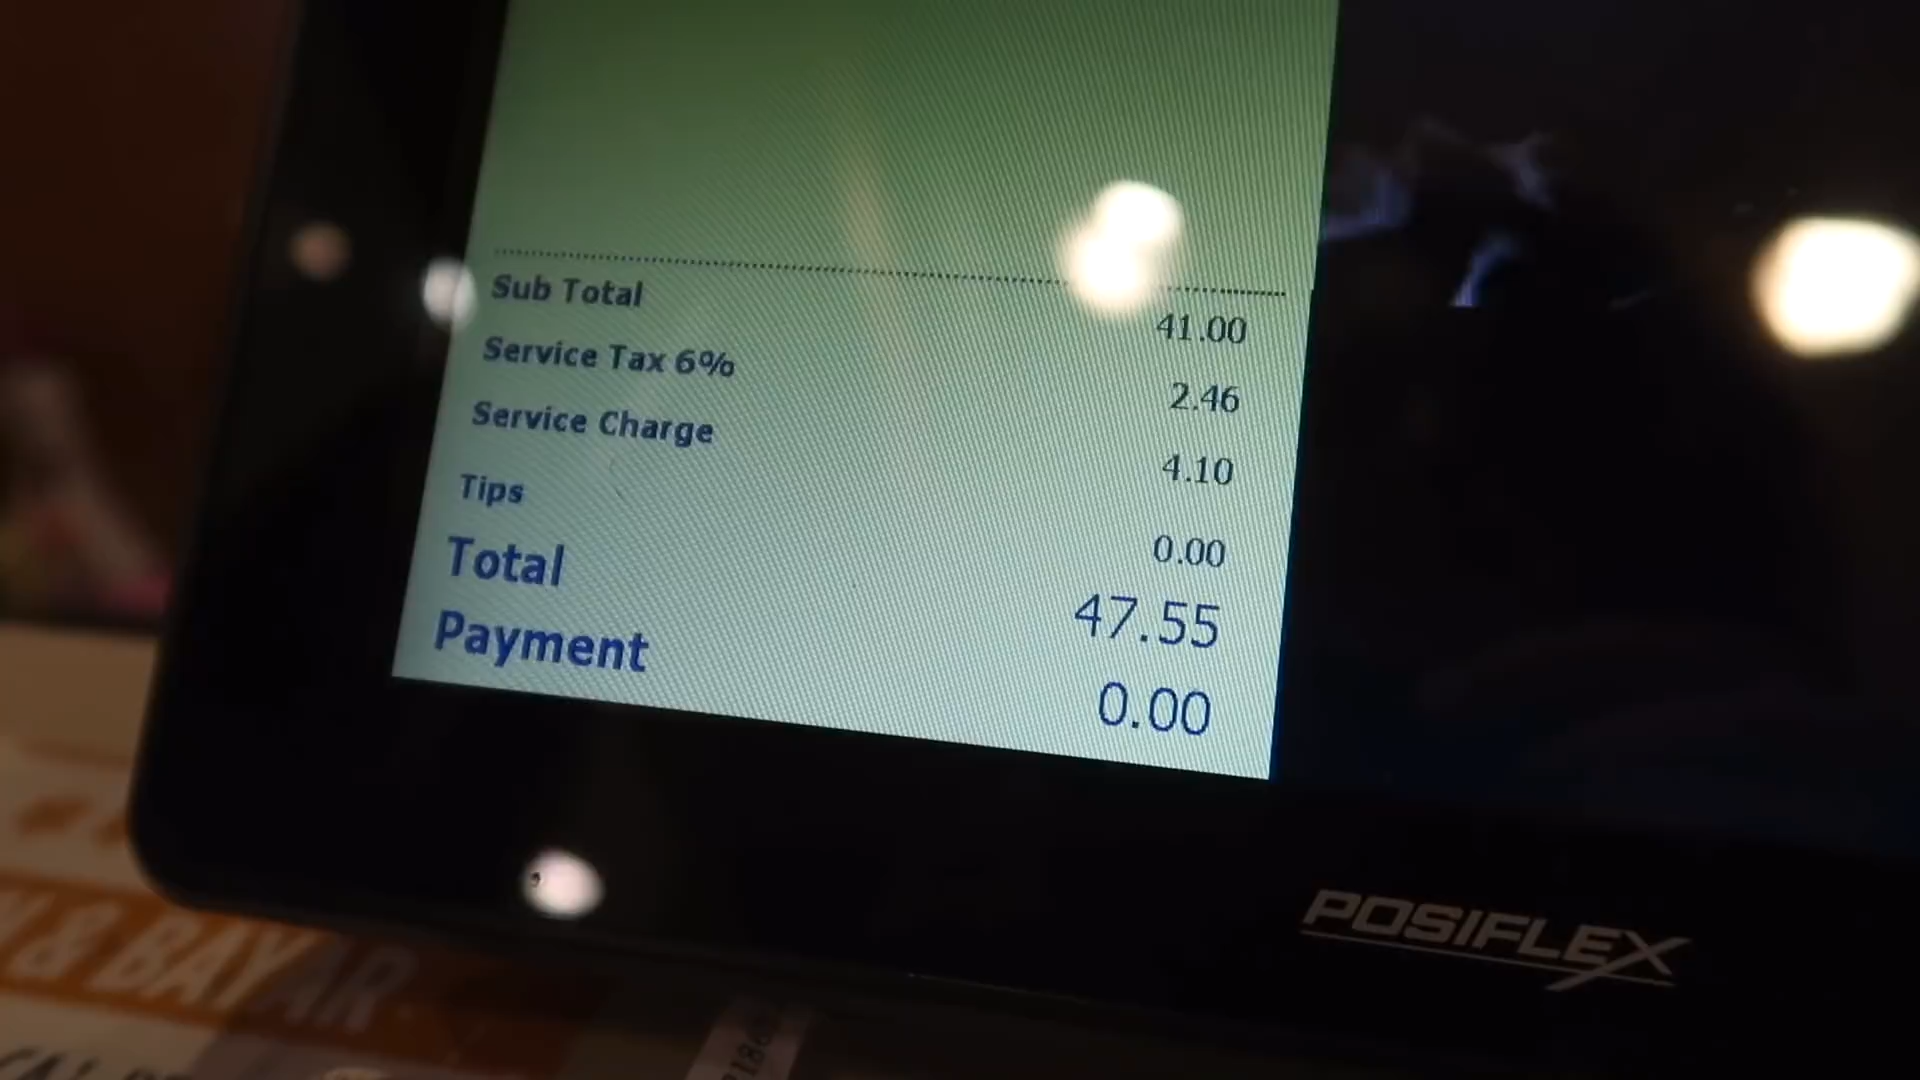 Sub Total 41.00
Service Tax 6% 2.46
Service Charge 4.10
Tips 0.00
Total 47.55
Payment 0.00
POSIFLEX
& BAYAR